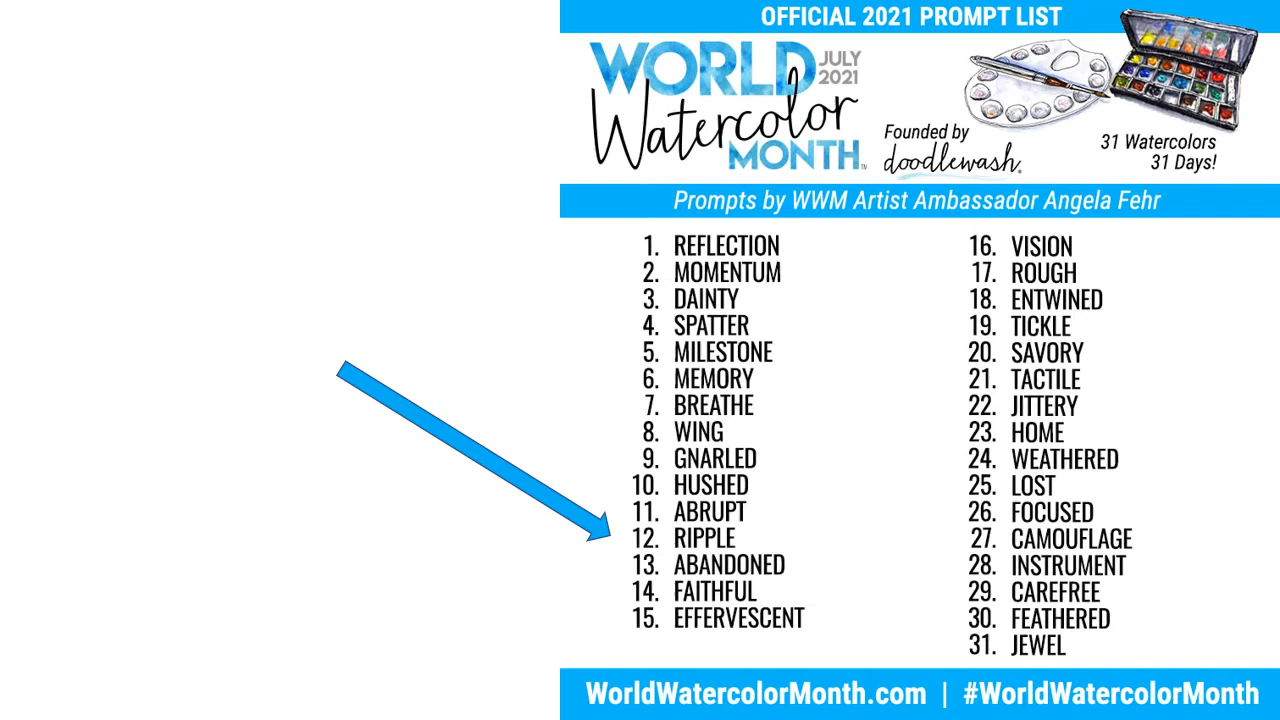 OFFICIAL 2021 PROMPT LIST
WORLD
JULY
2021
Watercolor
MONTH™
Founded by
doodlewash®
31 Watercolors
31 Days!
Prompts by WWM Artist Ambassador Angela Fehr
1. REFLECTION
2. MOMENTUM
3. DAINTY
4. SPATTER
5. MILESTONE
6. MEMORY
7. BREATHE
8. WING
9. GNARLED
10. HUSHED
11. ABRUPT
12. RIPPLE
13. ABANDONED
14. FAITHFUL
15. EFFERVESCENT
16. VISION
17. ROUGH
18. ENTWINED
19. TICKLE
20. SAVORY
21. TACTILE
22. JITTERY
23. HOME
24. WEATHERED
25. LOST
26. FOCUSED
27. CAMOUFLAGE
28. INSTRUMENT
29. CAREFREE
30. FEATHERED
31. JEWEL
WorldWatercolorMonth.com | #WorldWatercolorMonth